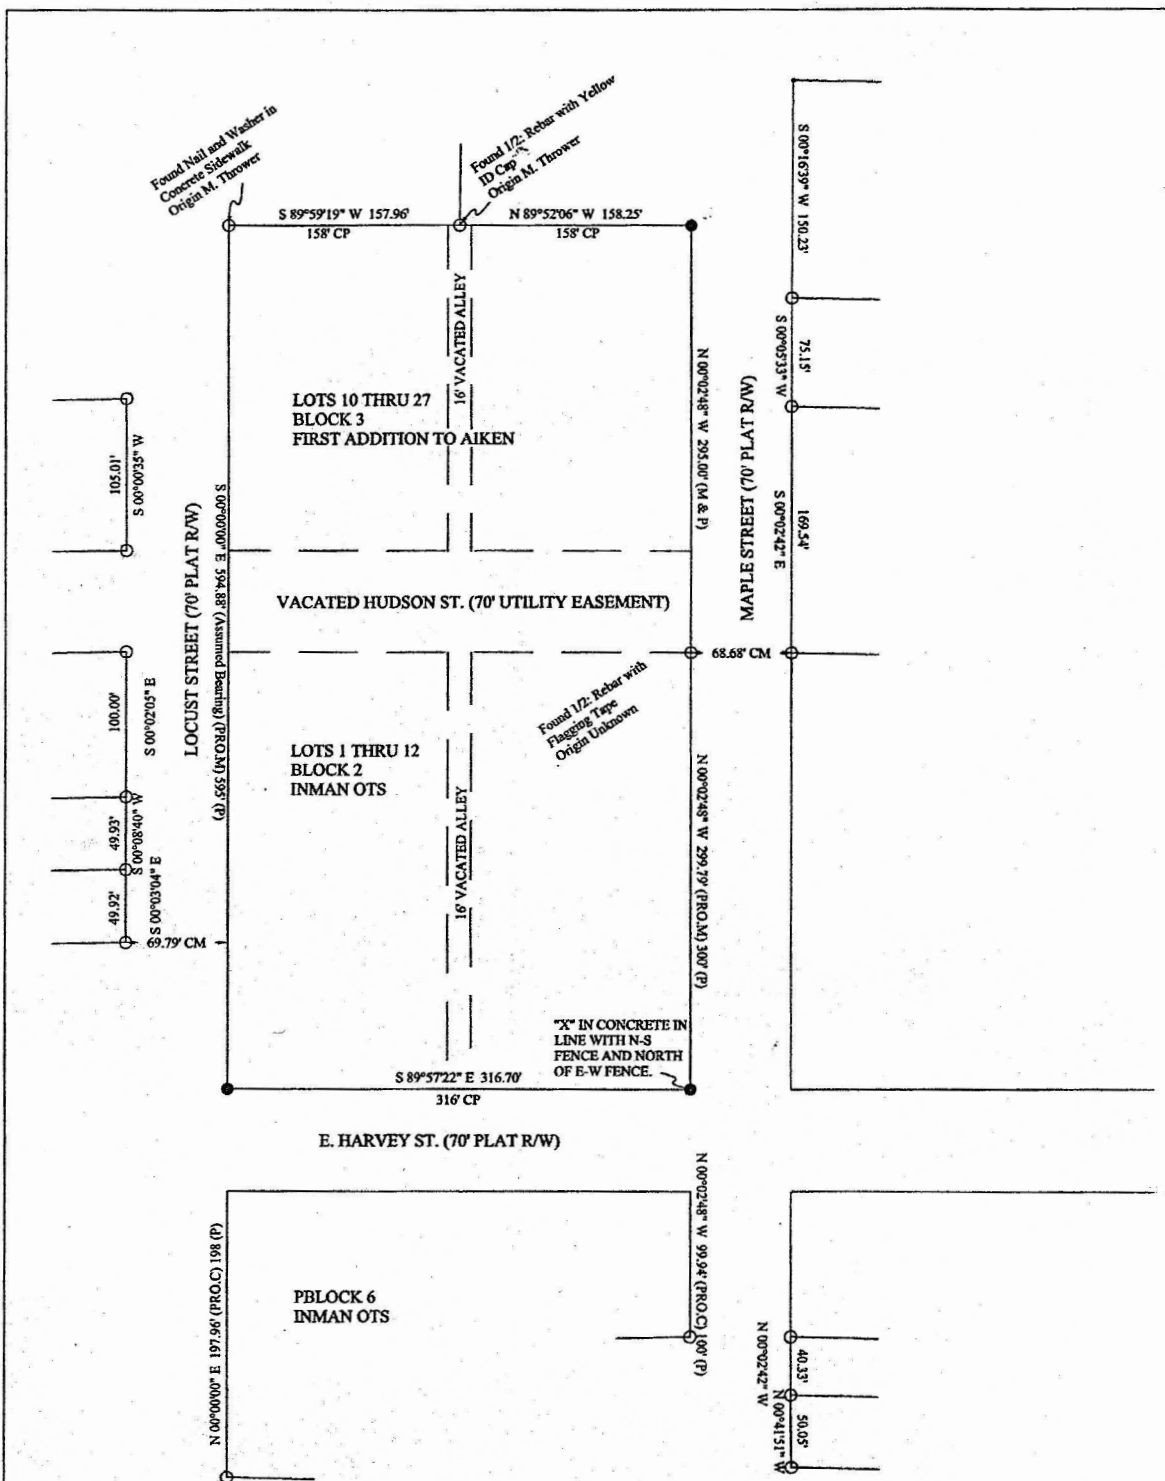 Found Nail and Washer in
Concrete Sidewalk
Origin M. Thrower
Found 1/2: Rebar with Yellow
ID Cap
Origin M. Thrower
S 89°59'19" W 157.96'
158' CP
N 89°52'06" W 158.25'
158' CP
S 00°16'39" W 150.23'
75.15'
S 00°05'33" W
169.54'
S 00°02'42" E
MAPLE STREET (70' PLAT R/W)
N 00°02'48" W 295.00' (M & P)
16' VACATED ALLEY
LOTS 10 THRU 27
BLOCK 3
FIRST ADDITION TO AIKEN
105.01'
S 00°00'35" W
LOCUST STREET (70' PLAT R/W)
S 00°00'00" E 594.88' (Assumed Bearing) (PRO.M) 595' (P)
VACATED HUDSON ST. (70' UTILITY EASEMENT)
68.68' CM
Found 1/2: Rebar with
Flagging Tape
Origin Unknown
100.00'
S 00°02'05" E
49.93'
S 00°08'40" W
49.92'
S 00°03'04" E
69.79' CM
LOTS 1 THRU 12
BLOCK 2
INMAN OTS
16' VACATED ALLEY
N 00°02'48" W 299.79' (PRO.M) 300' (P)
"X" IN CONCRETE IN
LINE WITH N-S
FENCE AND NORTH
OF E-W FENCE.
S 89°57'22" E 316.70'
316' CP
E. HARVEY ST. (70' PLAT R/W)
N 00°00'00" E 197.96' (PRO.C) 198 (P)
PBLOCK 6
INMAN OTS
N 00°02'48" W 99.94' (PRO.C) 100' (P)
40.33'
N 00°02'42" W
50.05'
N 00°41'51" W